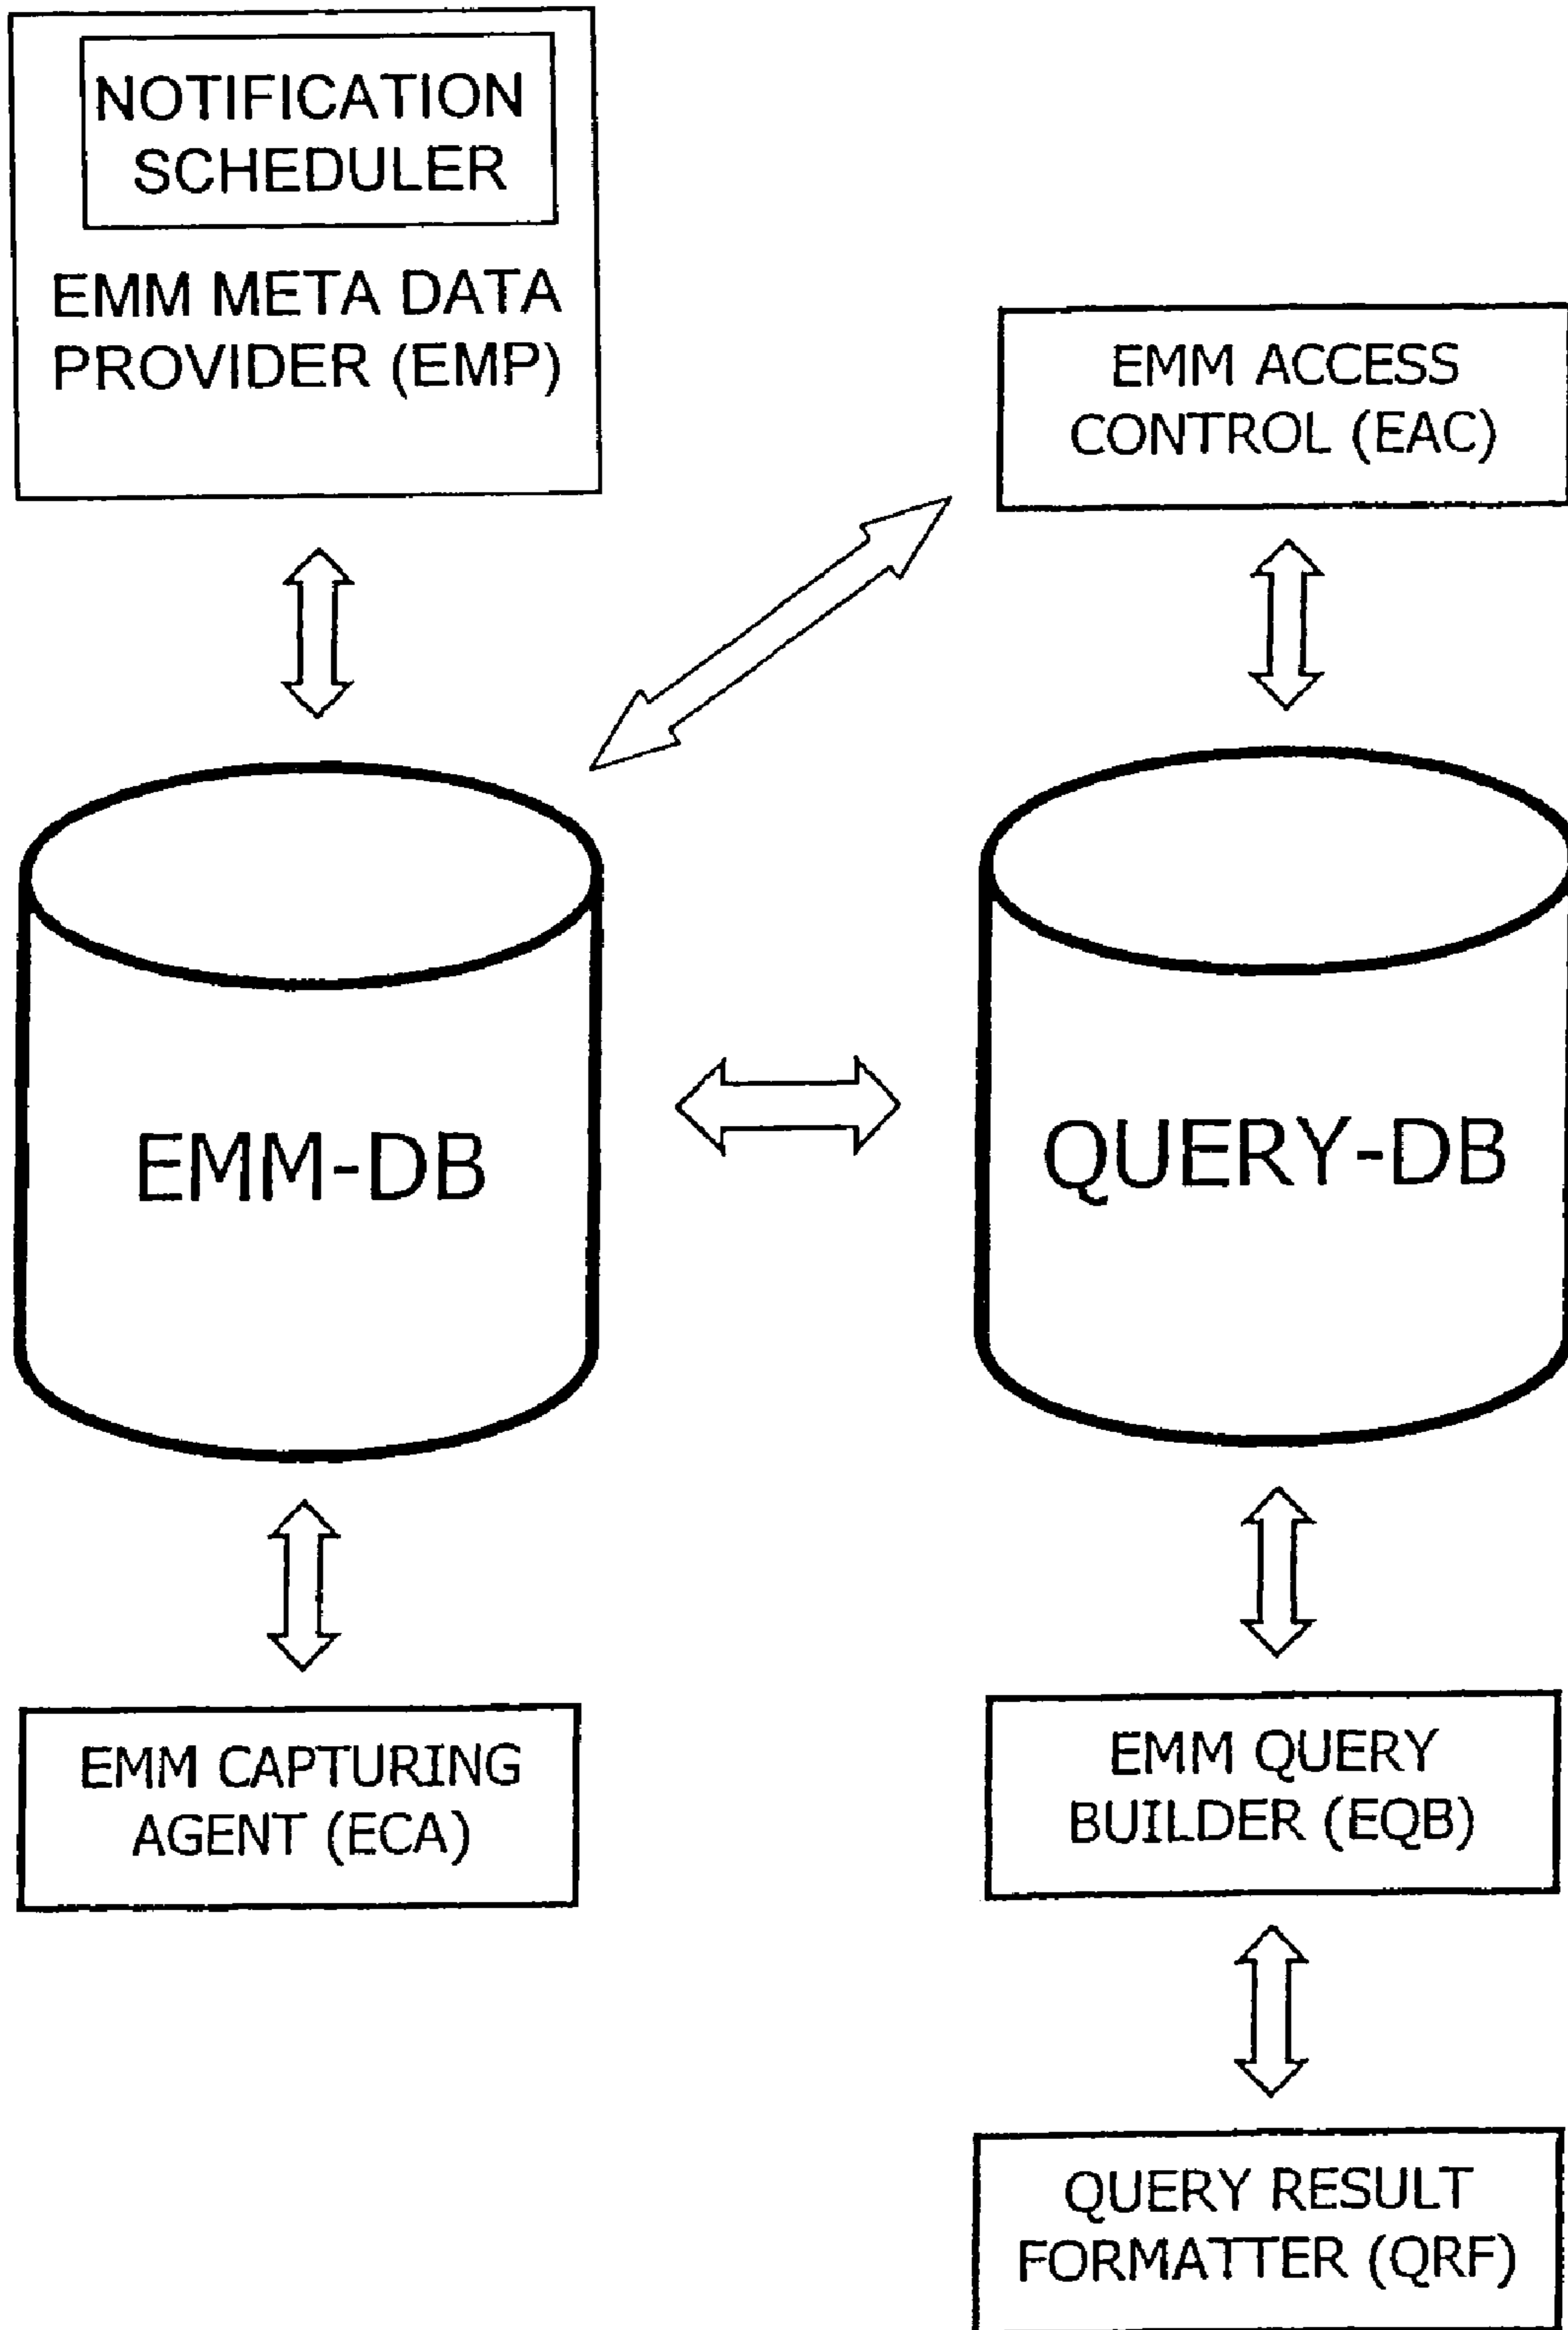 NOTIFICATION
SCHEDULER
EMM META DATA
PROVIDER (EMP)
EMM ACCESS
CONTROL (EAC)
EMM-DB
QUERY-DB
EMM CAPTURING
AGENT (ECA)
EMM QUERY
BUILDER (EQB)
QUERY RESULT
FORMATTER (QRF)